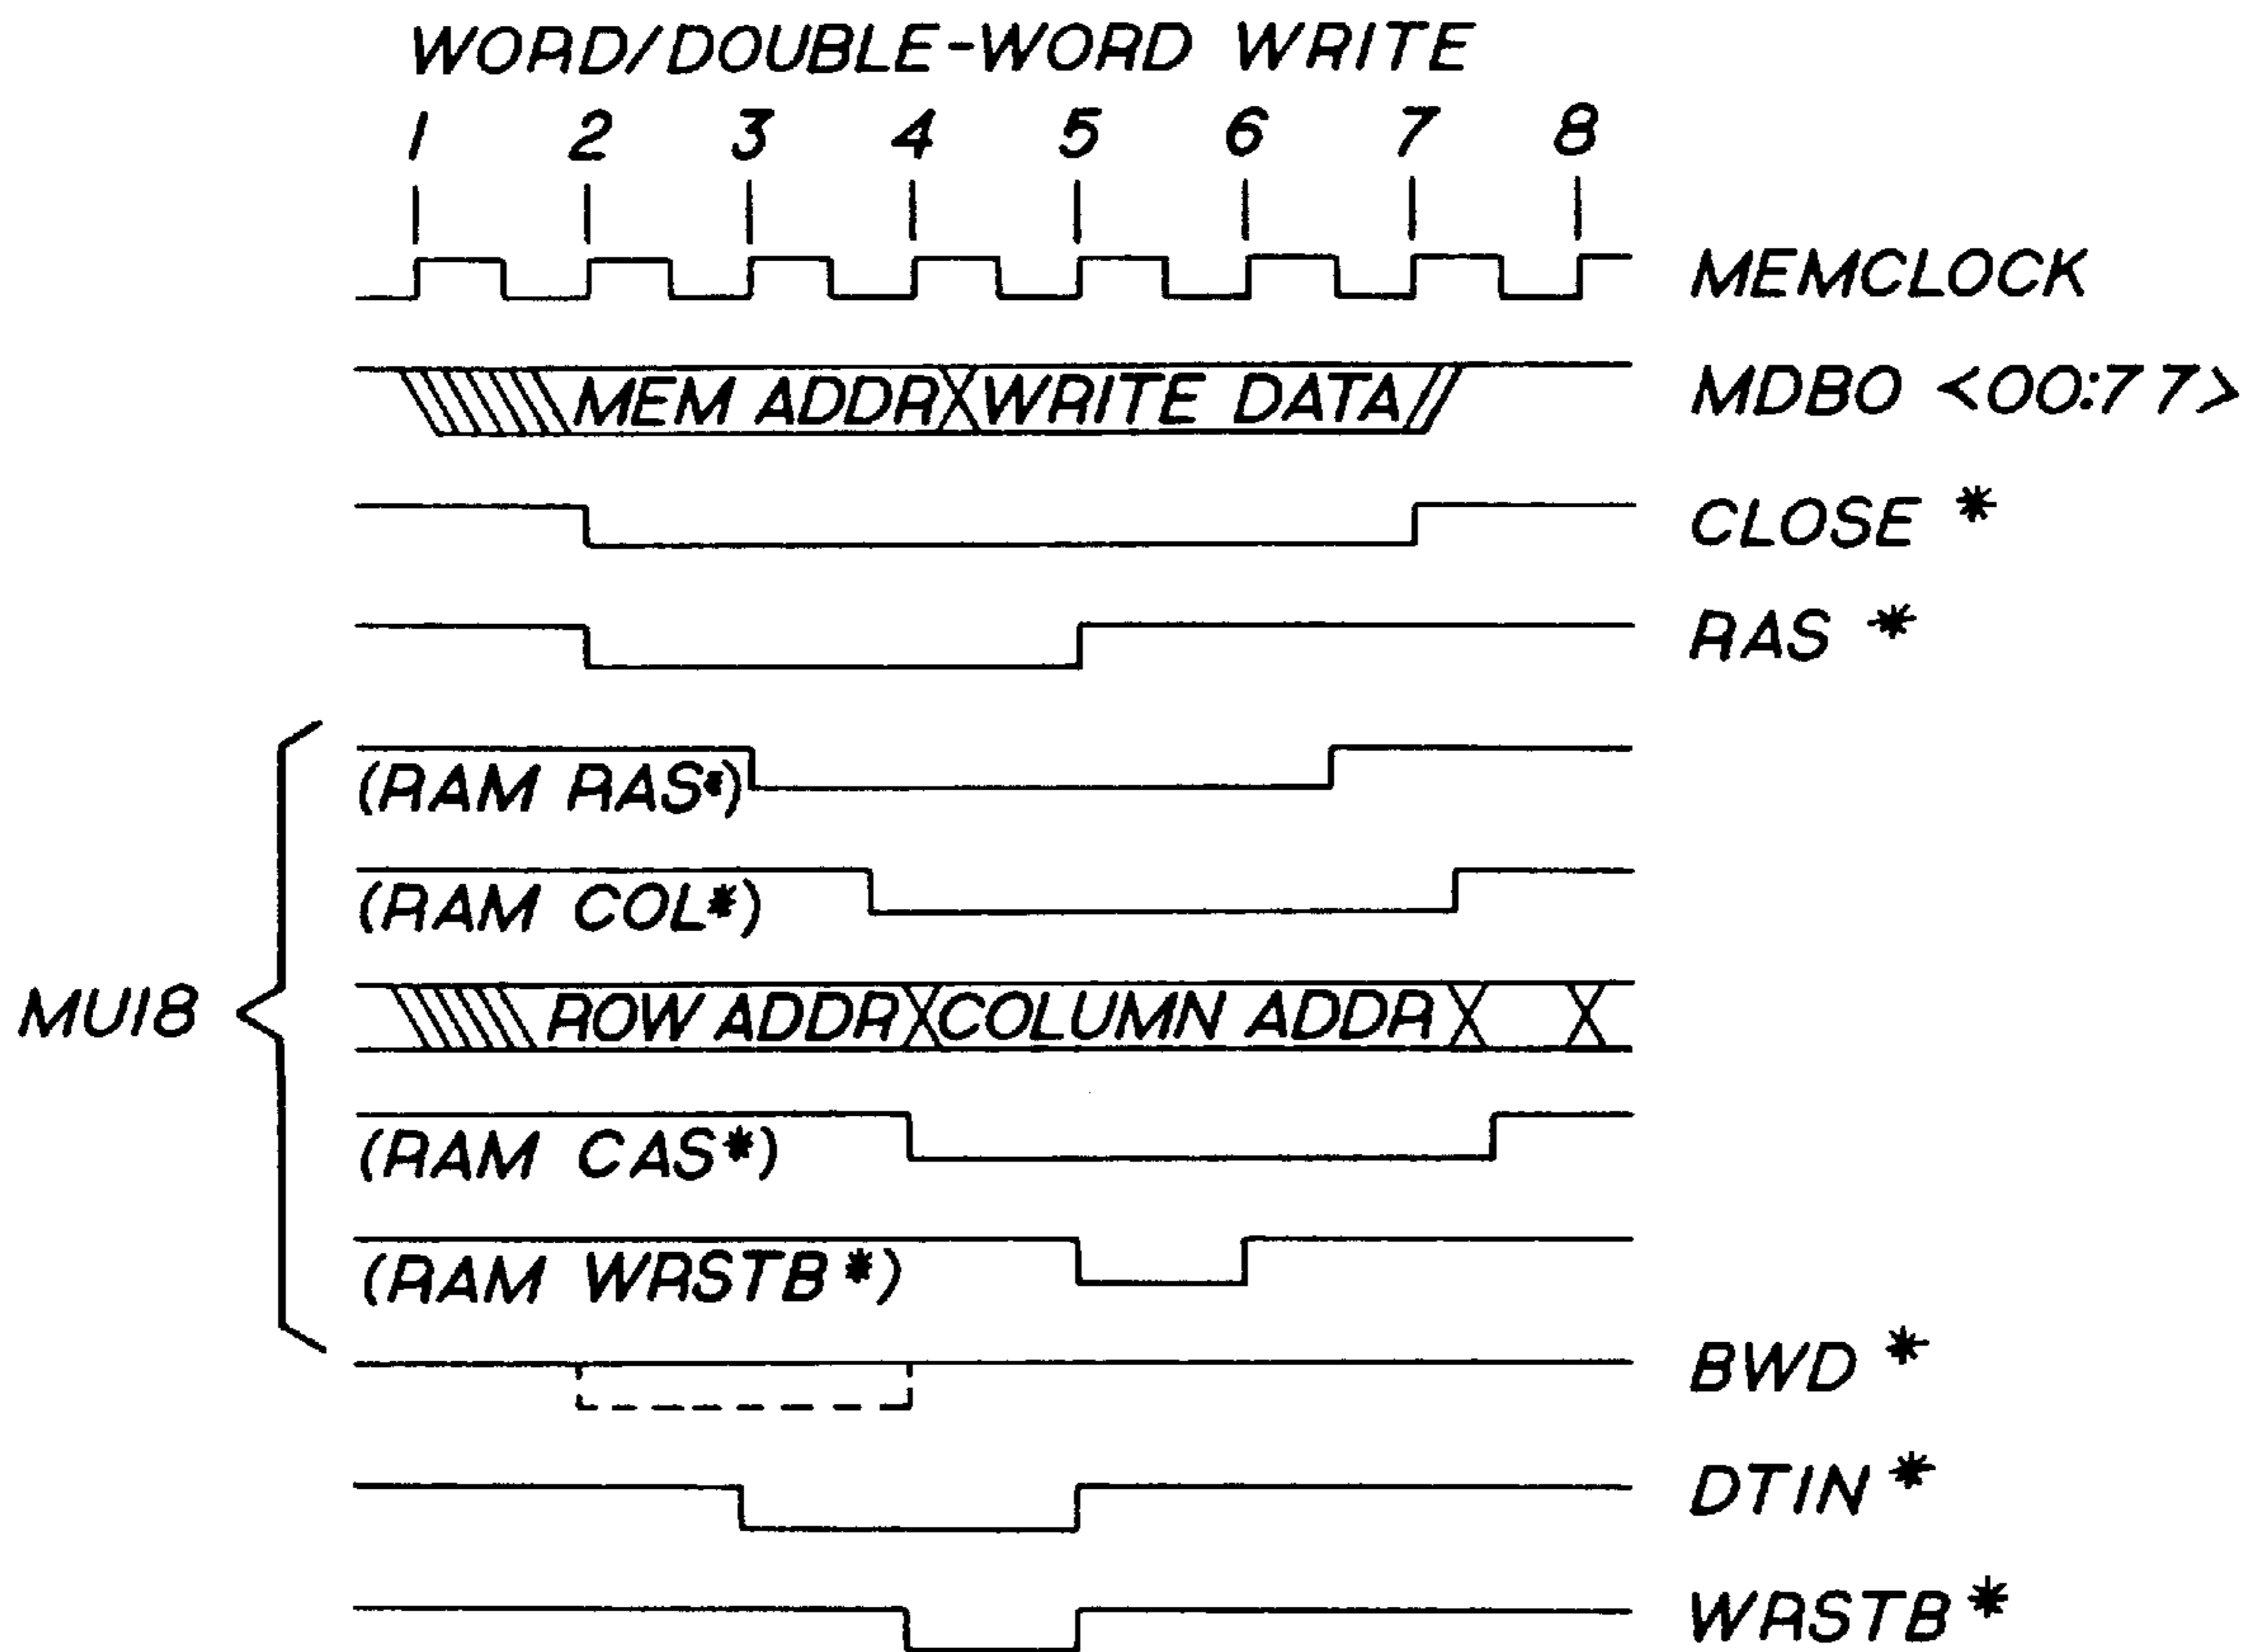 WORD/DOUBLE-WORD WRITE
1 2 3 4 5 6 7 8
MEMCLOCK
MEM ADDR WRITE DATA MDBO <00:77>
CLOSE *
RAS *
(RAM RAS*)
(RAM COL*)
MU18 ROW ADDR COLUMN ADDR
(RAM CAS*)
(RAM WRSTB*)
BWD *
DTIN *
WRSTB *